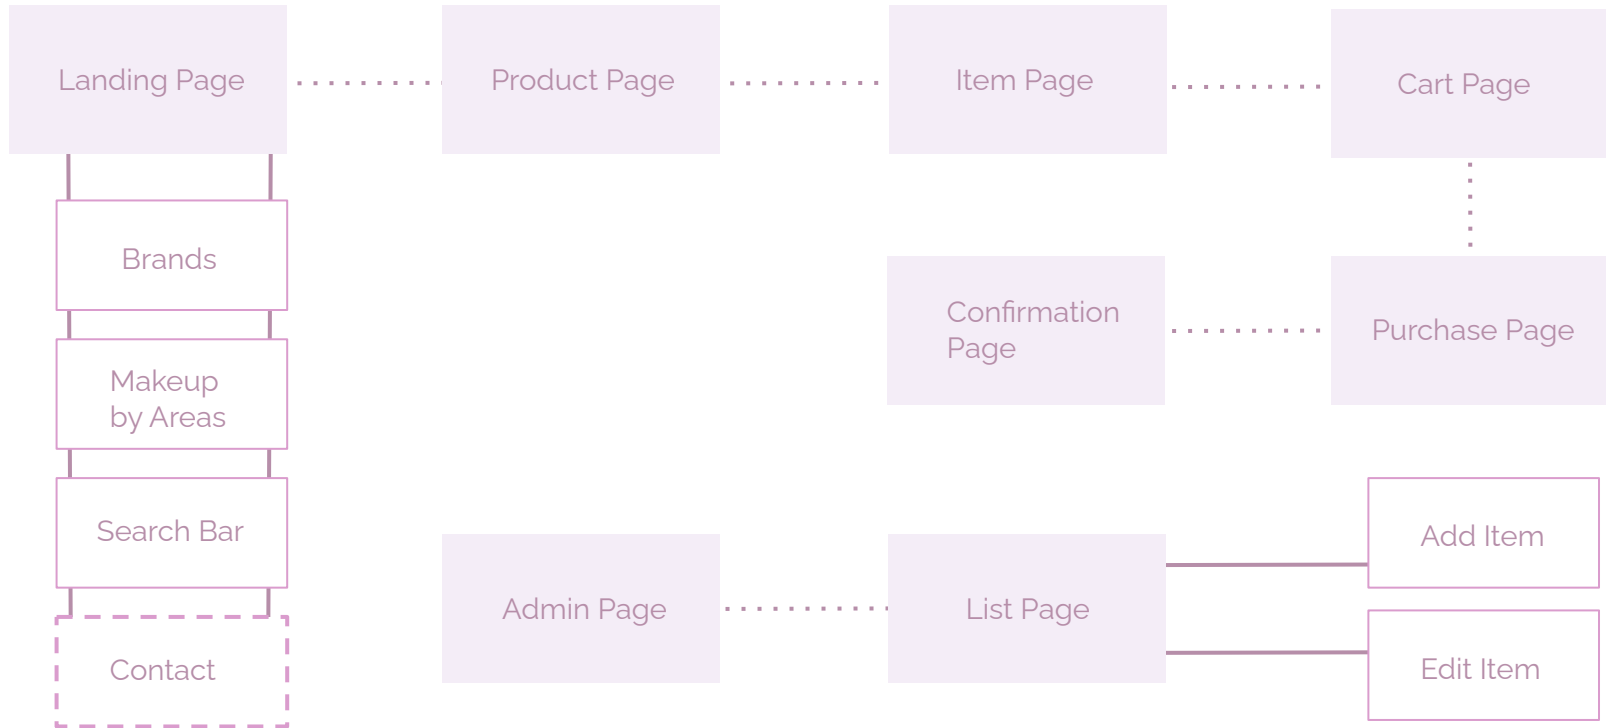 Landing Page
Product Page
Item Page
Cart Page
Brands
Makeup
by Areas
Search Bar
Contact
Confirmation
Page
Purchase Page
Admin Page
List Page
Add Item
Edit Item